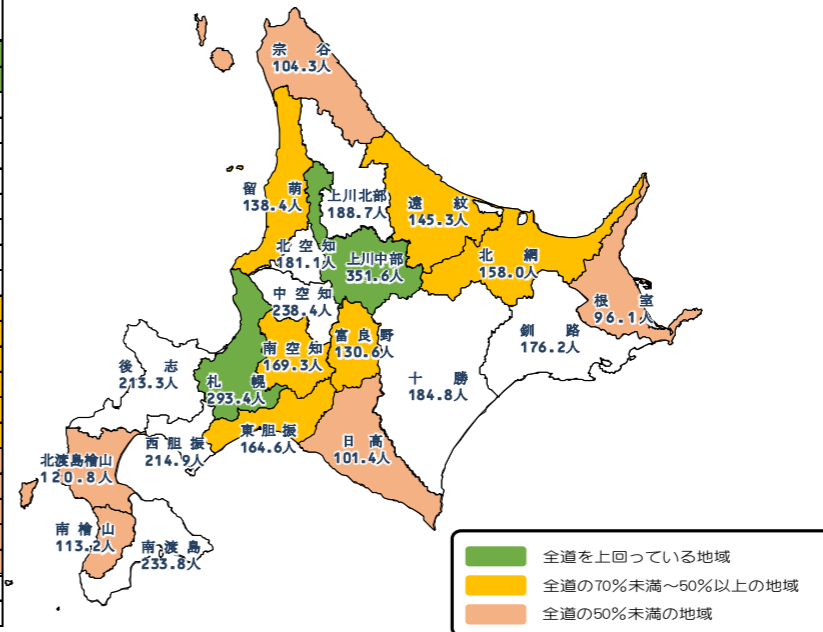 宗谷
104.3人
留萌
138.4人
上川北部
188.7人
遠紋
145.3人
北空知
181.1人
上川中部
351.6人
北網
158.0人
中空知
238.4人
根室
96.1人
釧路
176.2人
富良野
130.6人
南空知
169.3人
後志
213.3人
札幌
293.4人
十勝
184.8人
東胆振
164.6人
西胆振
214.9人
日高
101.4人
北渡島檜山
120.8人
南檜山
113.2人
南渡島
233.8人
全道を上回っている地域
全道の70%未満～50%以上の地域
全道の50%未満の地域